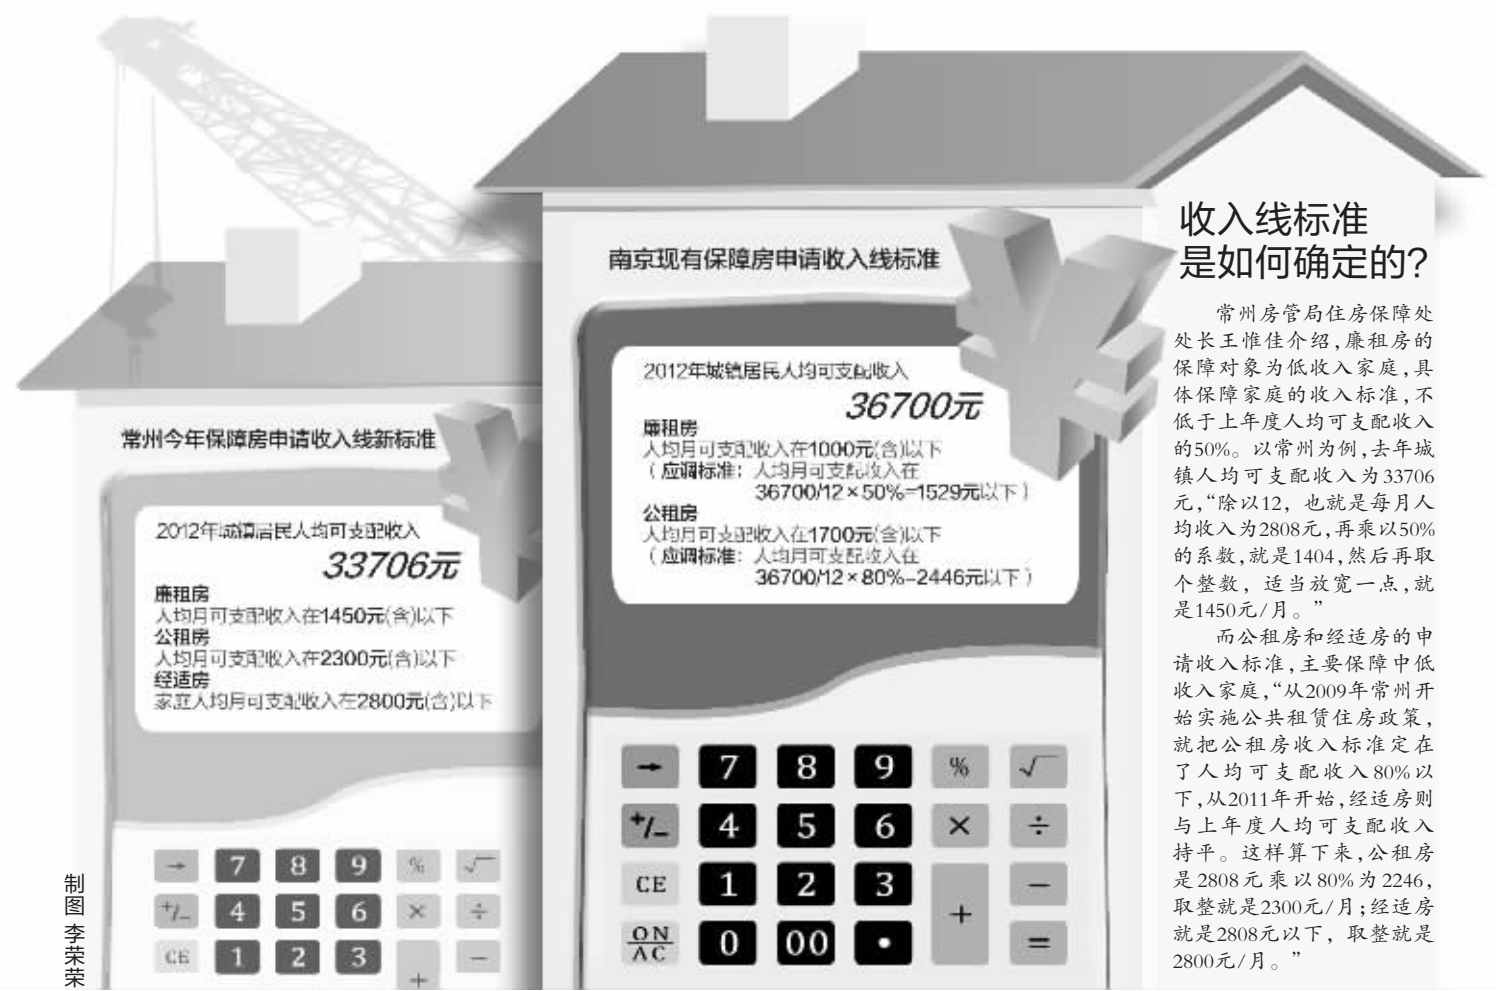 收入线标准
是如何确定的?
常州房管局住房保障处
处长王惟佳介绍,廉租房的
保障对象为低收入家庭,具
体保障家庭的收入标准,不
低于上年度人均可支配收入
的50%。以常州为例,去年城
镇人均可支配收入为33706
元,“除以12，也就是每月人
均收入为2808元,再乘以50%
的系数,就是1404,然后再取
个整数，适当放宽一点,就
是1450元/月。”
而公租房和经适房的申
请收入标准,主要保障中低
收入家庭,“从2009年常州开
始实施公共租赁住房政策,
就把公租房收入标准定在
了人均可支配收入80%以
下,从2011年开始,经适房则
与上年度人均可支配收入
持平。这样算下来,公租房
是2808元乘以80%为2246,
取整就是2300元/月;经适房
就是2808元以下，取整就是
2800元/月。”
南京现有保障房申请收入线标准
2012年城镇居民人均可支配收入
36700元
廉租房
人均月可支配收入在1000元(含)以下
(应调标准：人均月可支配收入在
36700/12×50%=1529元以下)
公租房
人均月可支配收入在1700元(含)以下
(应调标准：人均月可支配收入在
36700/12×80%=2446元以下)
→ 7 8 9 % √
+/- 4 5 6 × ÷
CE 1 2 3 + −
ON/AC 0 00 • =
常州今年保障房申请收入线新标准
2012年城镇居民人均可支配收入
33706元
廉租房
人均月可支配收入在1450元(含)以下
公租房
人均月可支配收入在2300元(含)以下
经适房
家庭人均月可支配收入在2800元(含)以下
→ 7 8 9 % √
+/- 4 5 6 × ÷
CE 1 2 3 + −
制图 李荣荣